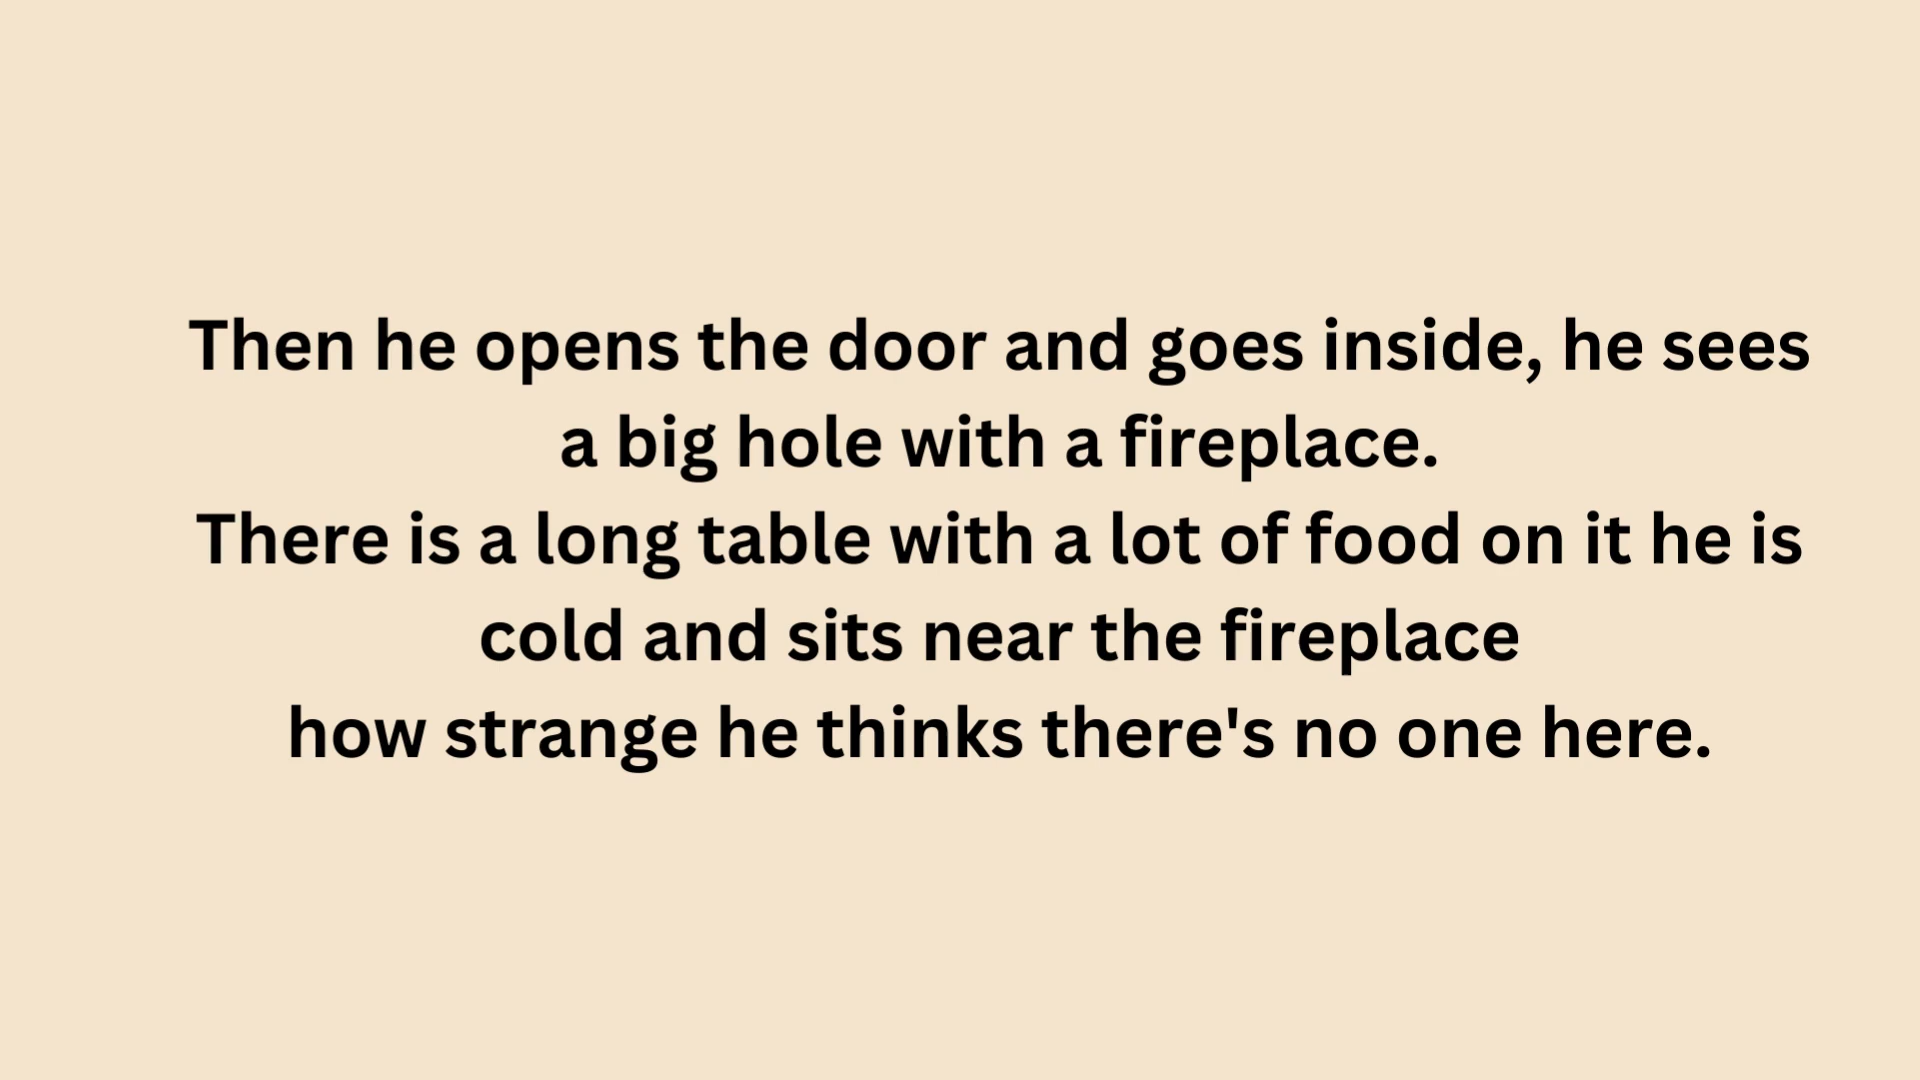 Then he opens the door and goes inside, he sees
a big hole with a fireplace.
There is a long table with a lot of food on it he is
cold and sits near the fireplace
how strange he thinks there's no one here.